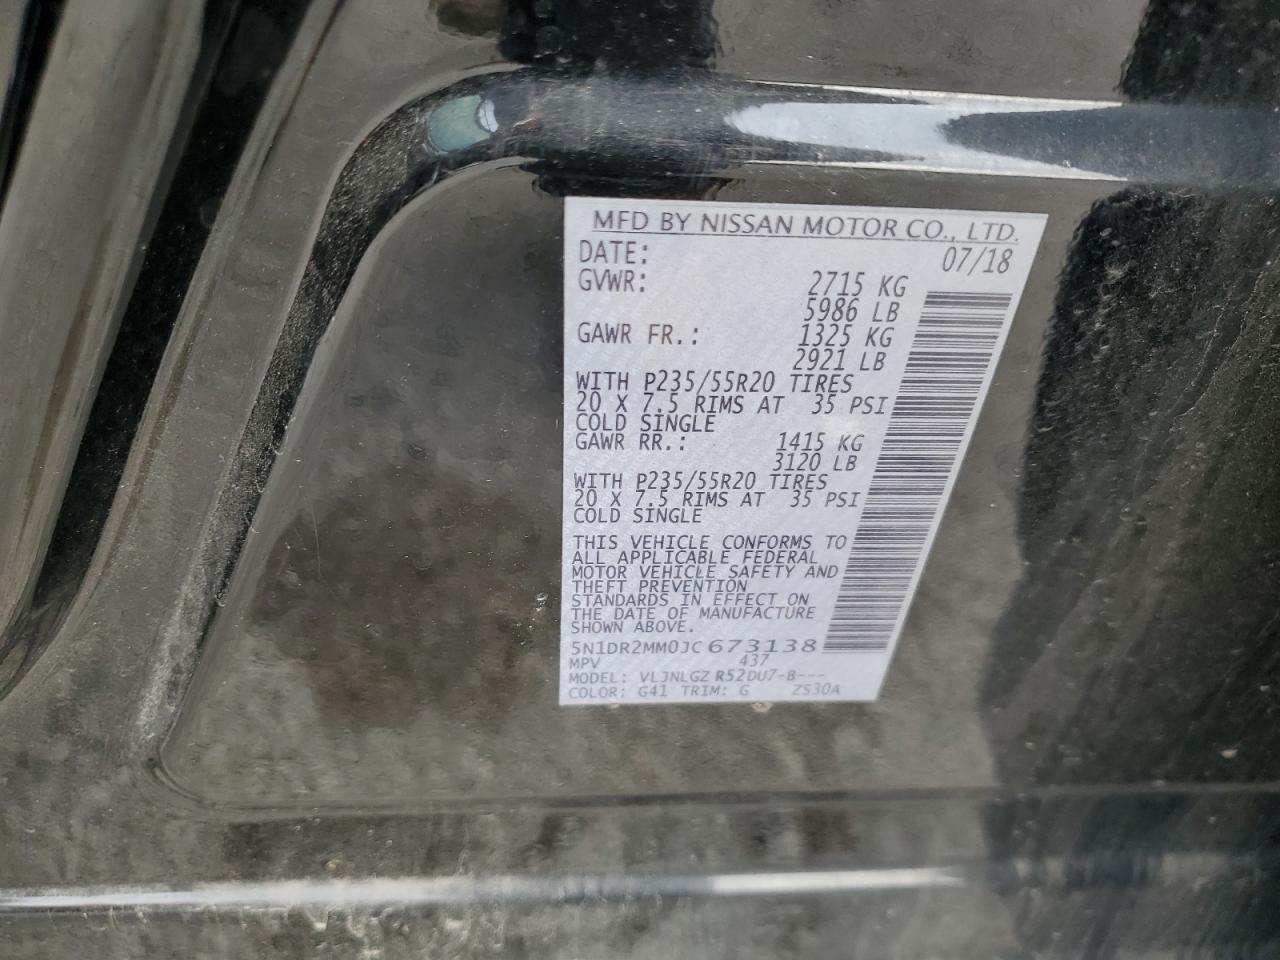 MFD BY NISSAN MOTOR CO., LTD.
DATE: 07/18
GVWR: 2715 KG
5986 LB
GAWR FR.: 1325 KG
2921 LB
WITH P235/55R20 TIRES
20 X 7.5 RIMS AT 35 PSI
COLD SINGLE
GAWR RR.: 1415 KG
3120 LB
WITH P235/55R20 TIRES
20 X 7.5 RIMS AT 35 PSI
COLD SINGLE
THIS VEHICLE CONFORMS TO
ALL APPLICABLE FEDERAL
MOTOR VEHICLE SAFETY AND
THEFT PREVENTION
STANDARDS IN EFFECT ON
THE DATE OF MANUFACTURE
SHOWN ABOVE.
5N1DR2MM0JC673138
MPV 437
MODEL: VLJNLGZ R52DU7-B---
COLOR: G41 TRIM: G ZS30A